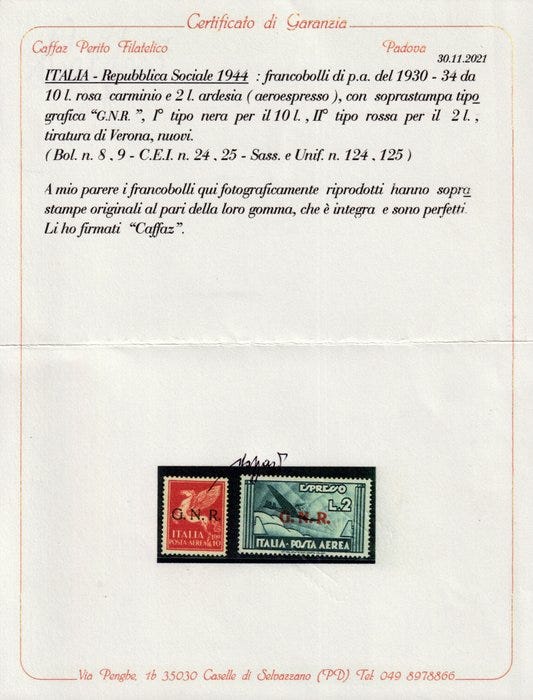 Certificato di Garanzia
Caffaz Perito Filatelico Padova
30.11.2021
ITALIA - Repubblica Sociale 1944 : francobolli di p.a. del 1930 - 34 da
10 l. rosa carminio e 2 l. ardesia ( aeroespresso ), con soprastampa tipo
grafica “G.N.R. ”, I° tipo nera per il 10 l. , II° tipo rossa per il 2 l. ,
tiratura di Verona, nuovi.
( Bol. n. 8 , 9 - C.E.I. n. 24 , 25 - Sass. e Unif. n. 124 , 125 )
A mio parere i francobolli qui fotograficamente riprodotti hanno sopra
stampe originali al pari della loro gomma, che è integra e sono perfetti.
Li ho firmati “Caffaz”.
G.N.R.
ITALIA
POSTA-AEREA
10
ESPRESSO
L.2
G.N.R.
ITALIA-POSTA AEREA
Via Penghe, 1b 35030 Caselle di Selvazzano (PD) Tel: 049 8978866